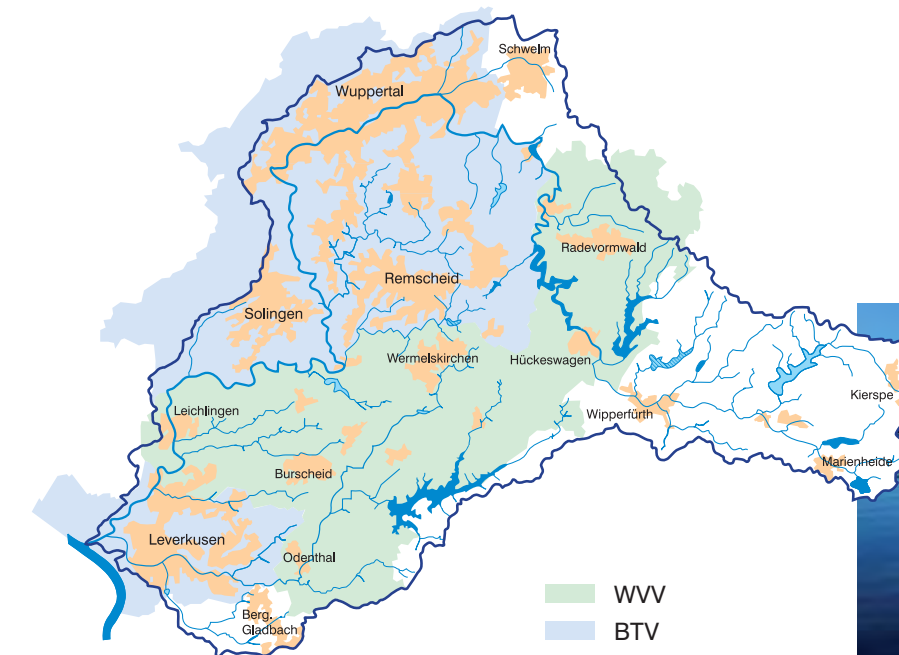 Schwelm
Wuppertal
Radevormwald
Remscheid
Solingen
Wermelskirchen
Hückeswagen
Kierspe
Leichlingen
Wipperfürth
Marienheide
Burscheid
Leverkusen
Odenthal
WVV
Berg.
Gladbach
BTV